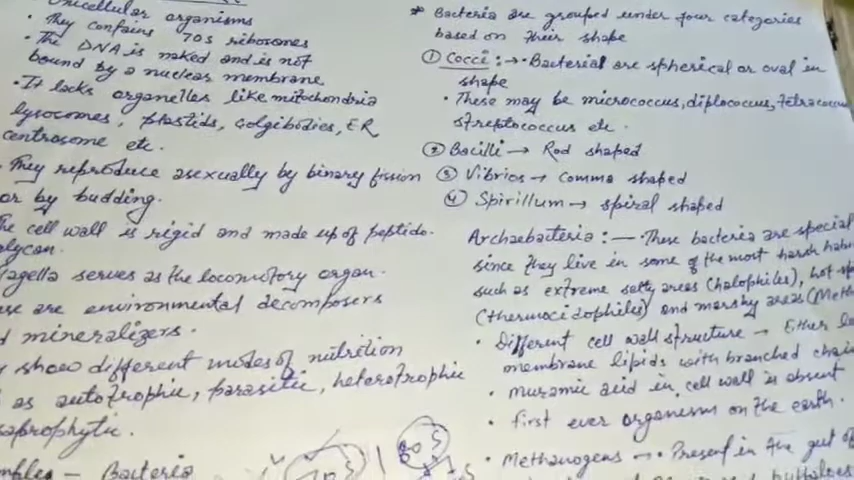 Unicellular organisms
• They contains 70s ribosomes
• The DNA is naked and is not
bound by a nuclear membrane
• It lacks organelles like mitochondria
lysocomes, plastids, golgibodies, ER,
centrosome etc.
• They reproduce asexually by binary fission
or by budding.
The cell wall is rigid and made up of peptido-
glycan.
flagella serves as the locomotory organ.
are environmental decomposers
mineralizers.
show different modes of nutrition
as autotrophic, parasitic, heterotrophic
saprophytic.
— Bacteria
* Bacteria are grouped under four categories
based on their shape
① Cocci :→ • Bacterial are spherical or oval in
shape
• These may be micrococcus, diplococcus, tetracoccus
streptococcus etc.
② Bacilli → Rod shaped
③ Vibrios → Comma shaped
④ Spirillum → spiral shaped
Archaebacteria :— • These bacteria are special
since they live in some of the most harsh
such as extreme salty areas (halophiles), hot
(thermocidophiles) and marshy areas
• Different cell wall structure → Ether
membrane lipids with branched chain
• muramic acid in cell wall is absent
• first ever organisms on the earth.
• Methanogens → • Present in the gut of
buffaloes